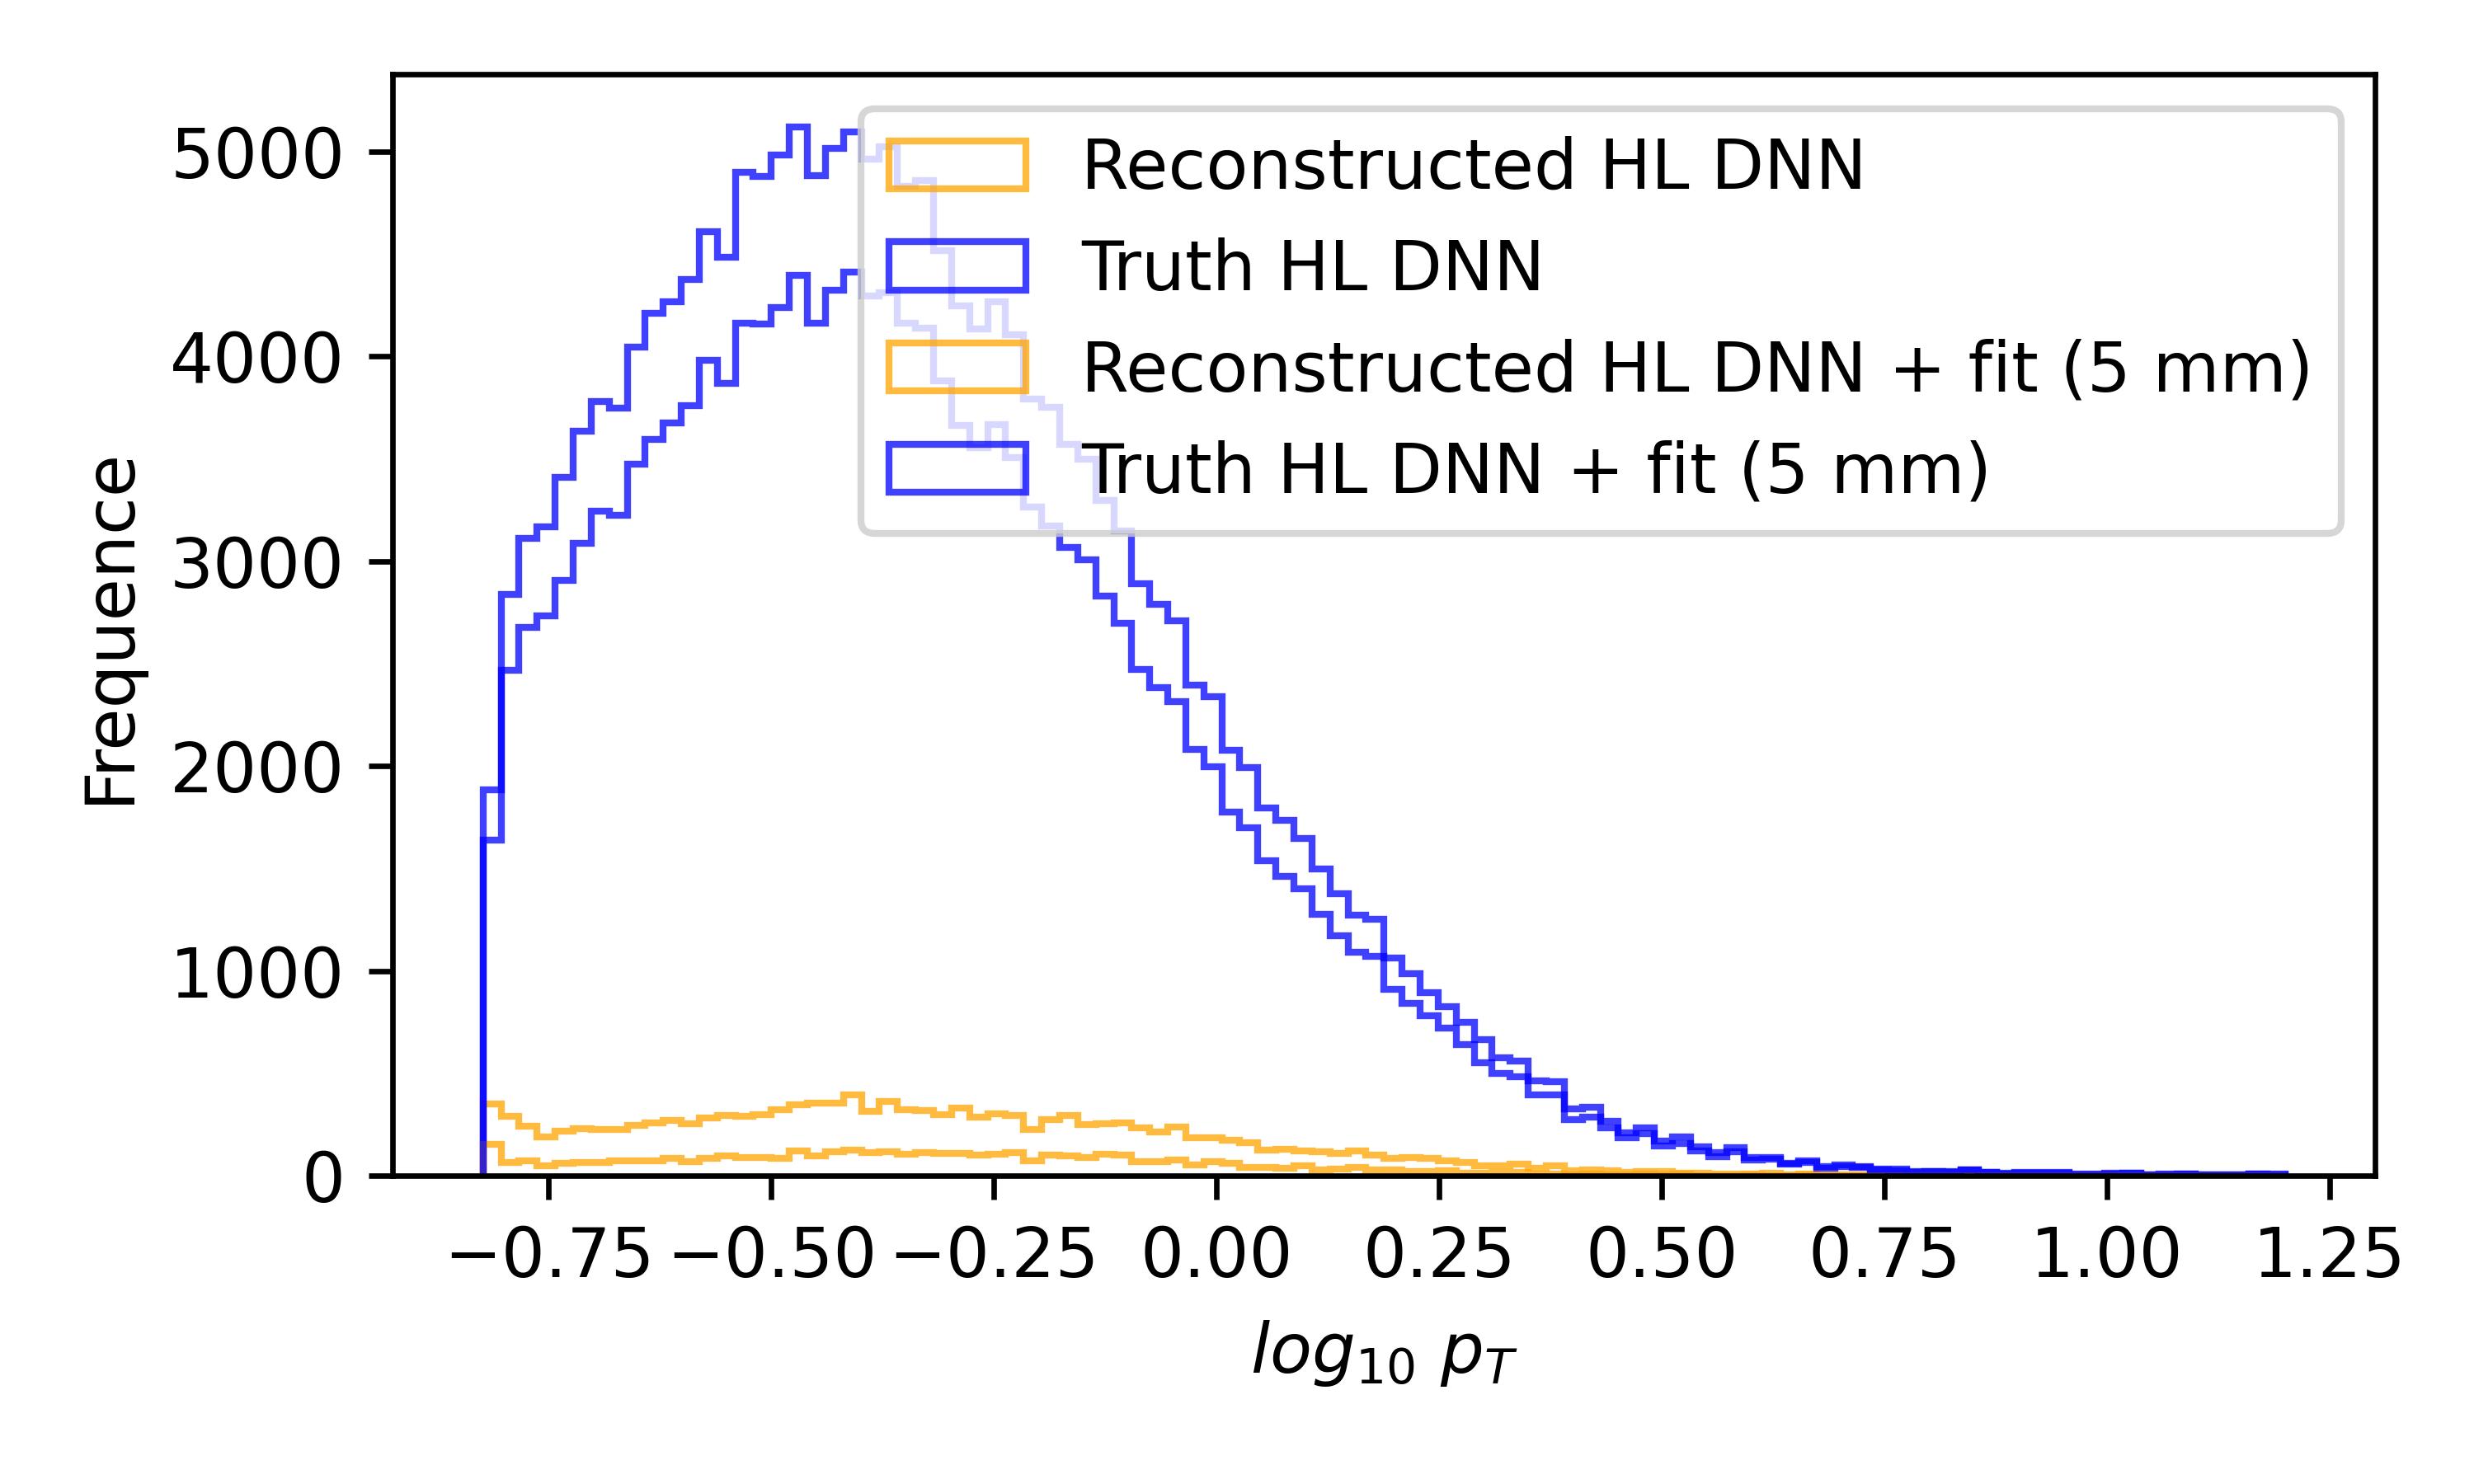 Reconstructed HL DNN
Truth HL DNN
Reconstructed HL DNN + fit (5 mm)
Truth HL DNN + fit (5 mm)
Frequence
5000
4000
3000
2000
1000
0
−0.75 −0.50 −0.25 0.00 0.25 0.50 0.75 1.00 1.25
log₁₀ p_T